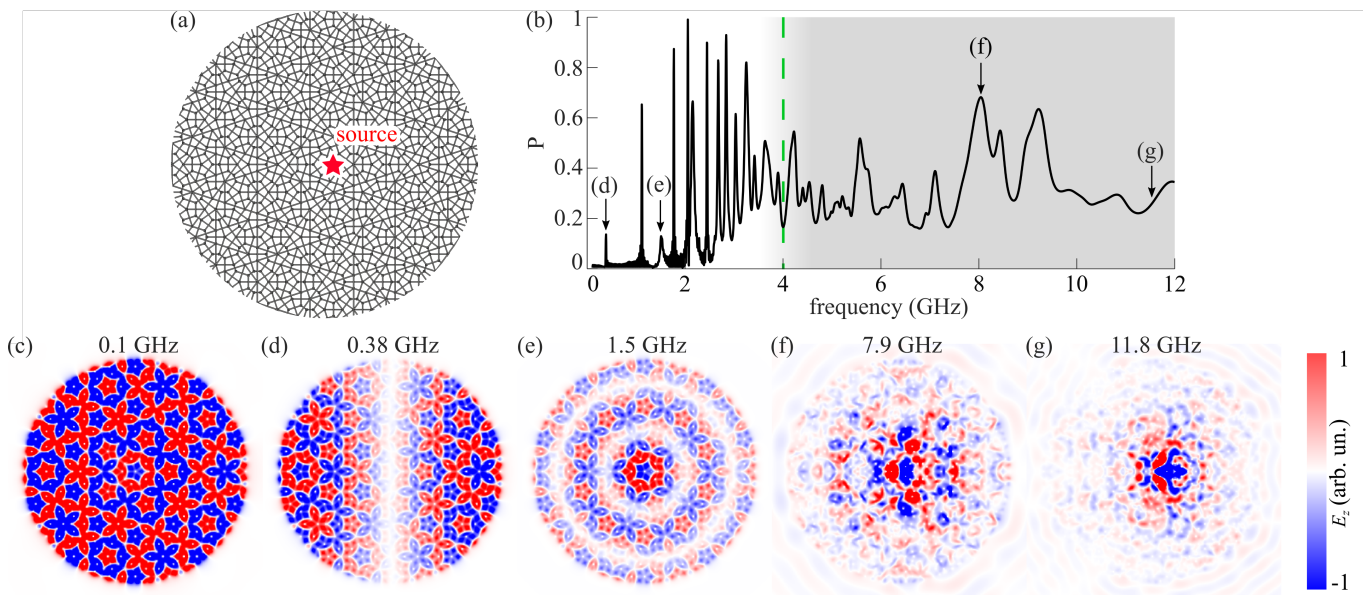 (a)
source
(b)
P
1
0.8
0.6
0.4
0.2
0
(d)
(e)
(f)
(g)
0 2 4 6 8 10 12
frequency (GHz)
(c) 0.1 GHz
(d) 0.38 GHz
(e) 1.5 GHz
(f) 7.9 GHz
(g) 11.8 GHz
1
E_z (arb. un.)
-1